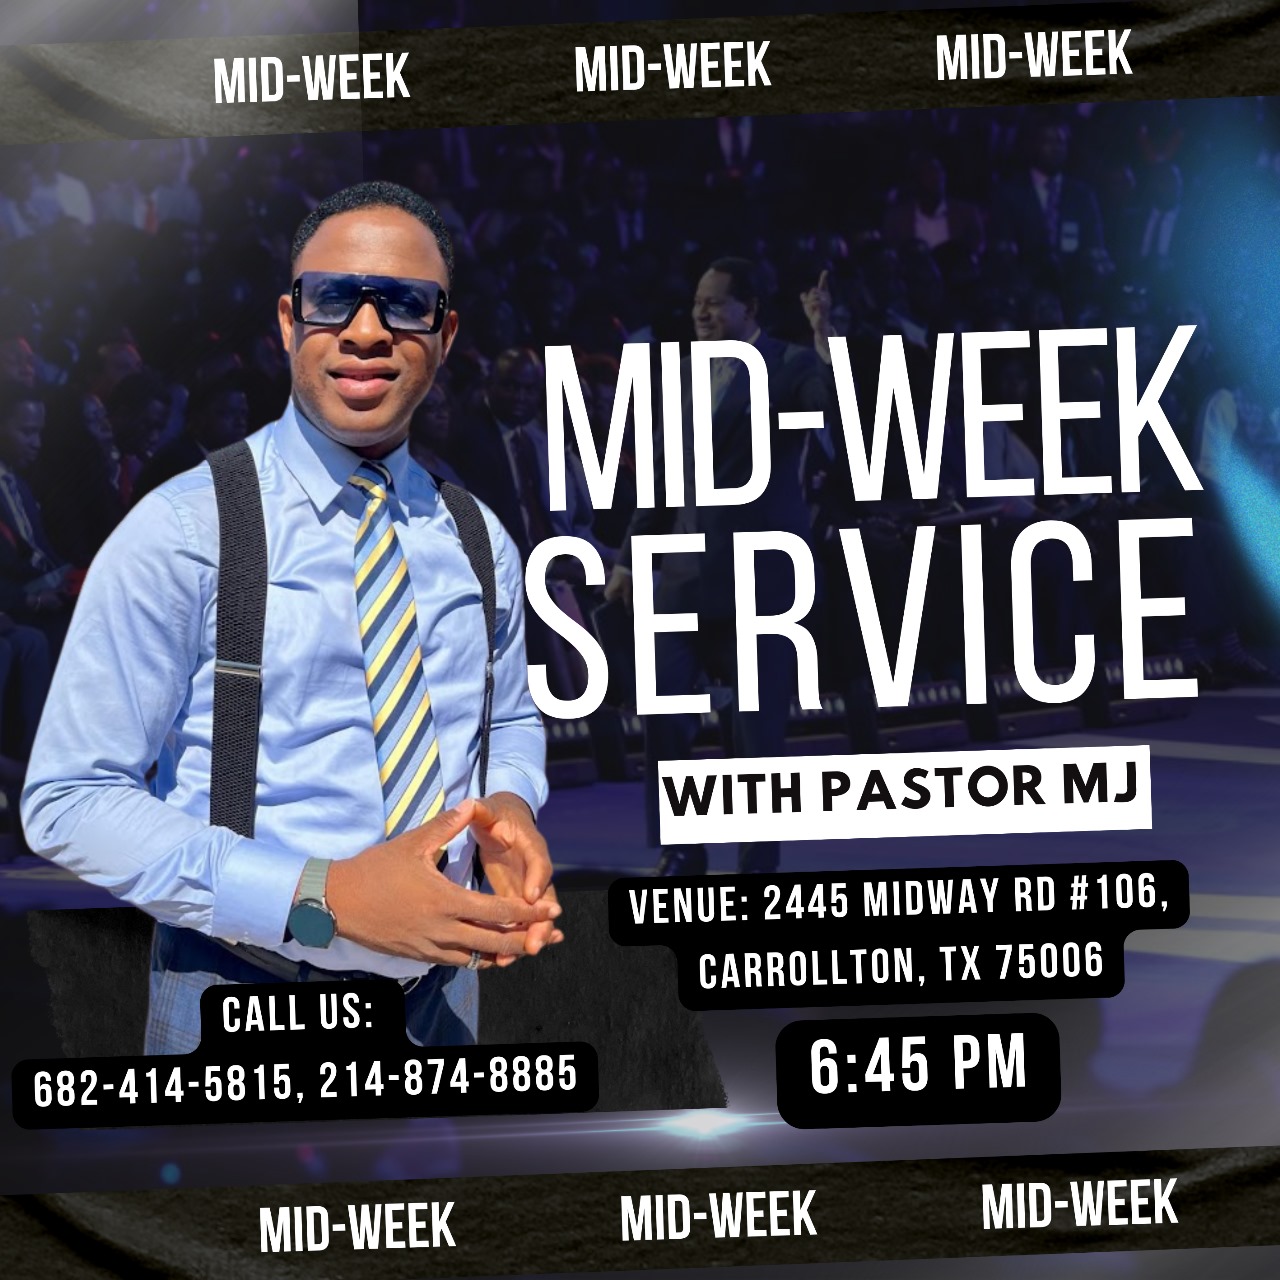 MID-WEEK MID-WEEK MID-WEEK
MID-WEEK
SERVICE
WITH PASTOR MJ
VENUE: 2445 MIDWAY RD #106,
CARROLLTON, TX 75006
6:45 PM
CALL US:
682-414-5815, 214-874-8885
MID-WEEK MID-WEEK MID-WEEK